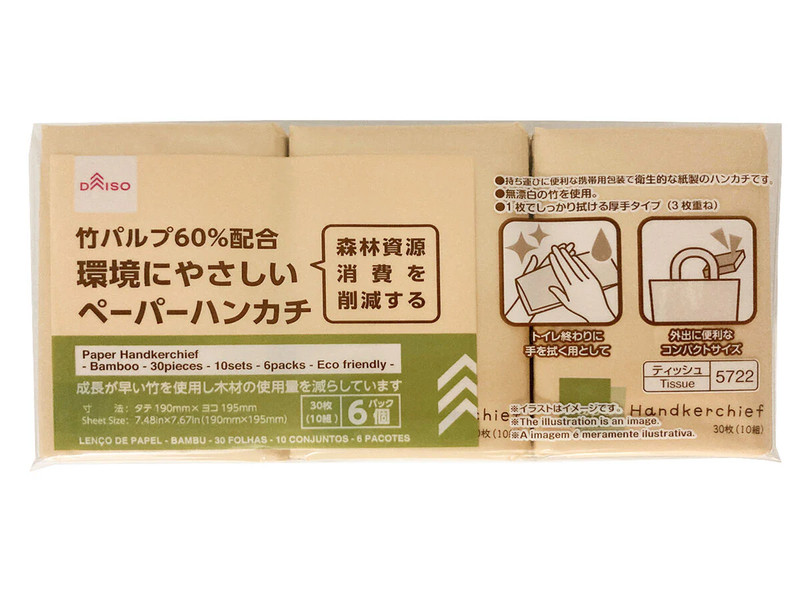 DAISO
竹パルプ60%配合
環境にやさしい
ペーパーハンカチ
森林資源
消費を
削減する
Paper Handkerchief
- Bamboo - 30pieces - 10sets - 6packs - Eco friendly -
成長が早い竹を使用し木材の使用量を減らしています
寸 法: タテ190mm×ヨコ195mm
Sheet Size: 7.48in×7.67in(190mm×195mm)
30枚
(10組)
6パック
個
LENÇO DE PAPEL - BAMBU - 30 FOLHAS - 10 CONJUNTOS - 6 PACOTES
●持ち運びに便利な携帯用包装で衛生的な紙製のハンカチです。
●無漂白の竹を使用。
●1枚でしっかり拭ける厚手タイプ(3枚重ね)
トイレ終わりに
手を拭く用として
外出に便利な
コンパクトサイズ
ティッシュ
Tissue
5722
※イラストはイメージです。
※The illustration is an image.
※A imagem é meramente ilustrativa.
Handkerchief
30枚(10組)